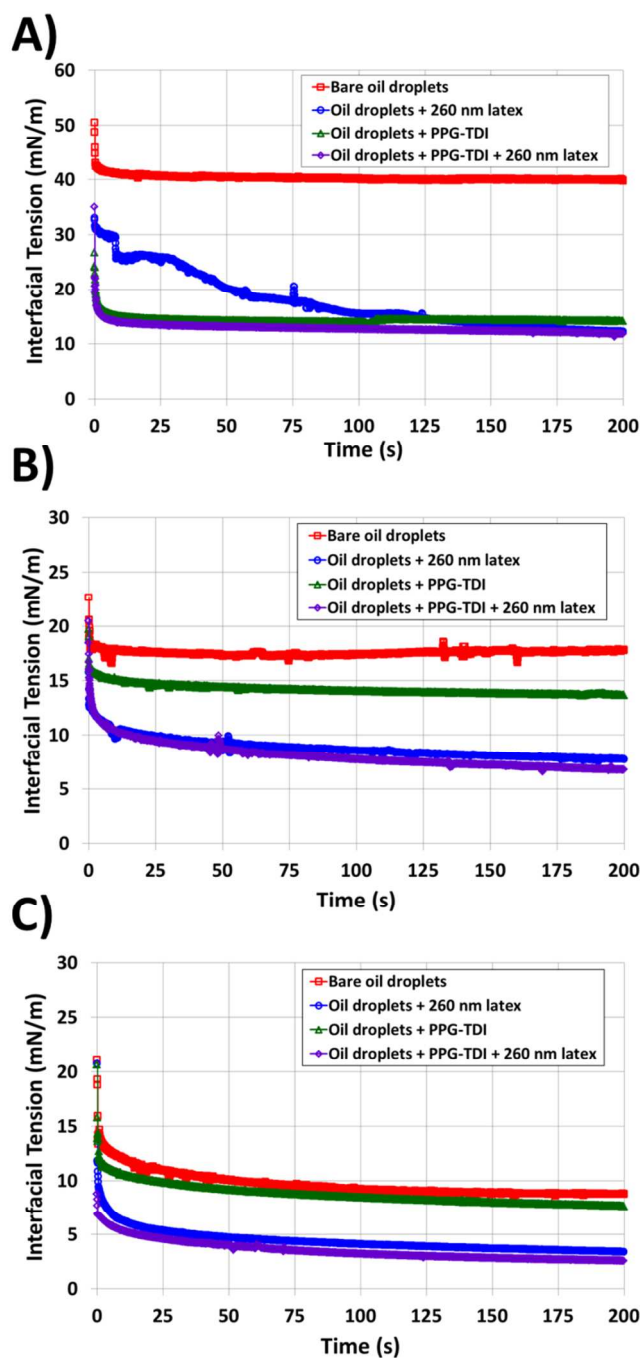 A)
60
50
40
30
20
10
0
Interfacial Tension (mN/m)
Bare oil droplets
Oil droplets + 260 nm latex
Oil droplets + PPG-TDI
Oil droplets + PPG-TDI + 260 nm latex
0 25 50 75 100 125 150 175 200
Time (s)
B)
30
25
20
15
10
5
0
Interfacial Tension (mN/m)
Bare oil droplets
Oil droplets + 260 nm latex
Oil droplets + PPG-TDI
Oil droplets + PPG-TDI + 260 nm latex
0 25 50 75 100 125 150 175 200
Time (s)
C)
30
25
20
15
10
5
0
Interfacial Tension (mN/m)
Bare oil droplets
Oil droplets + 260 nm latex
Oil droplets + PPG-TDI
Oil droplets + PPG-TDI + 260 nm latex
0 25 50 75 100 125 150 175 200
Time (s)